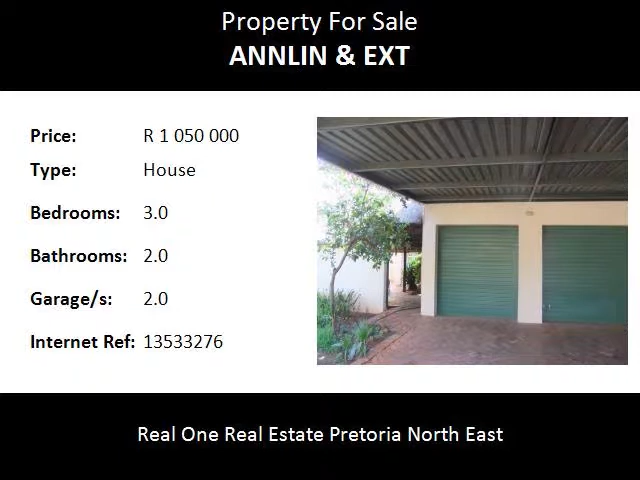 Property For Sale
ANNLIN & EXT
Price: R 1 050 000
Type: House
Bedrooms: 3.0
Bathrooms: 2.0
Garage/s: 2.0
Internet Ref: 13533276
Real One Real Estate Pretoria North East